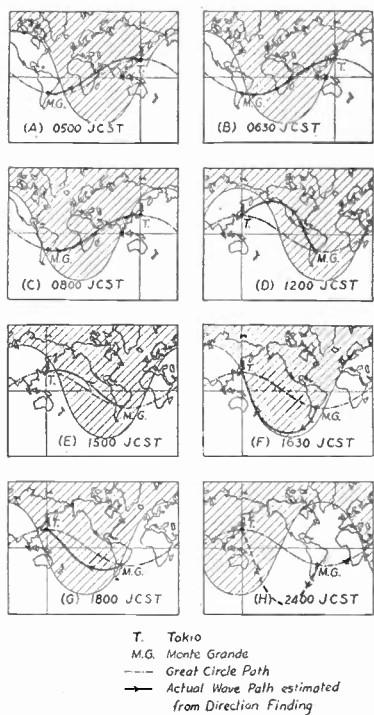 T.
M.G.
(A) 0500 JCST
T.
M.G.
(B) 0630 JCST
T.
M.G.
(C) 0800 JCST
T.
M.G.
(D) 1200 JCST
T.
M.G.
(E) 1500 JCST
T.
M.G.
(F) 1630 JCST
T.
M.G.
(G) 1800 JCST
T.
M.G.
(H) 2400 JCST
T. Tokio
M.G. Monte Grande
Great Circle Path
Actual Wave Path estimated
from Direction Finding